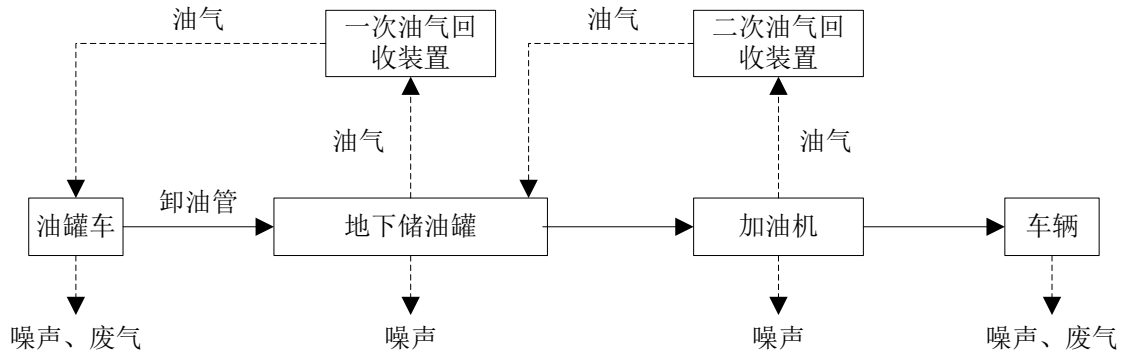 油气
一次油气回
收装置
油气
二次油气回
收装置
油气
油气
油罐车
卸油管
地下储油罐
加油机
车辆
噪声、废气
噪声
噪声
噪声、废气